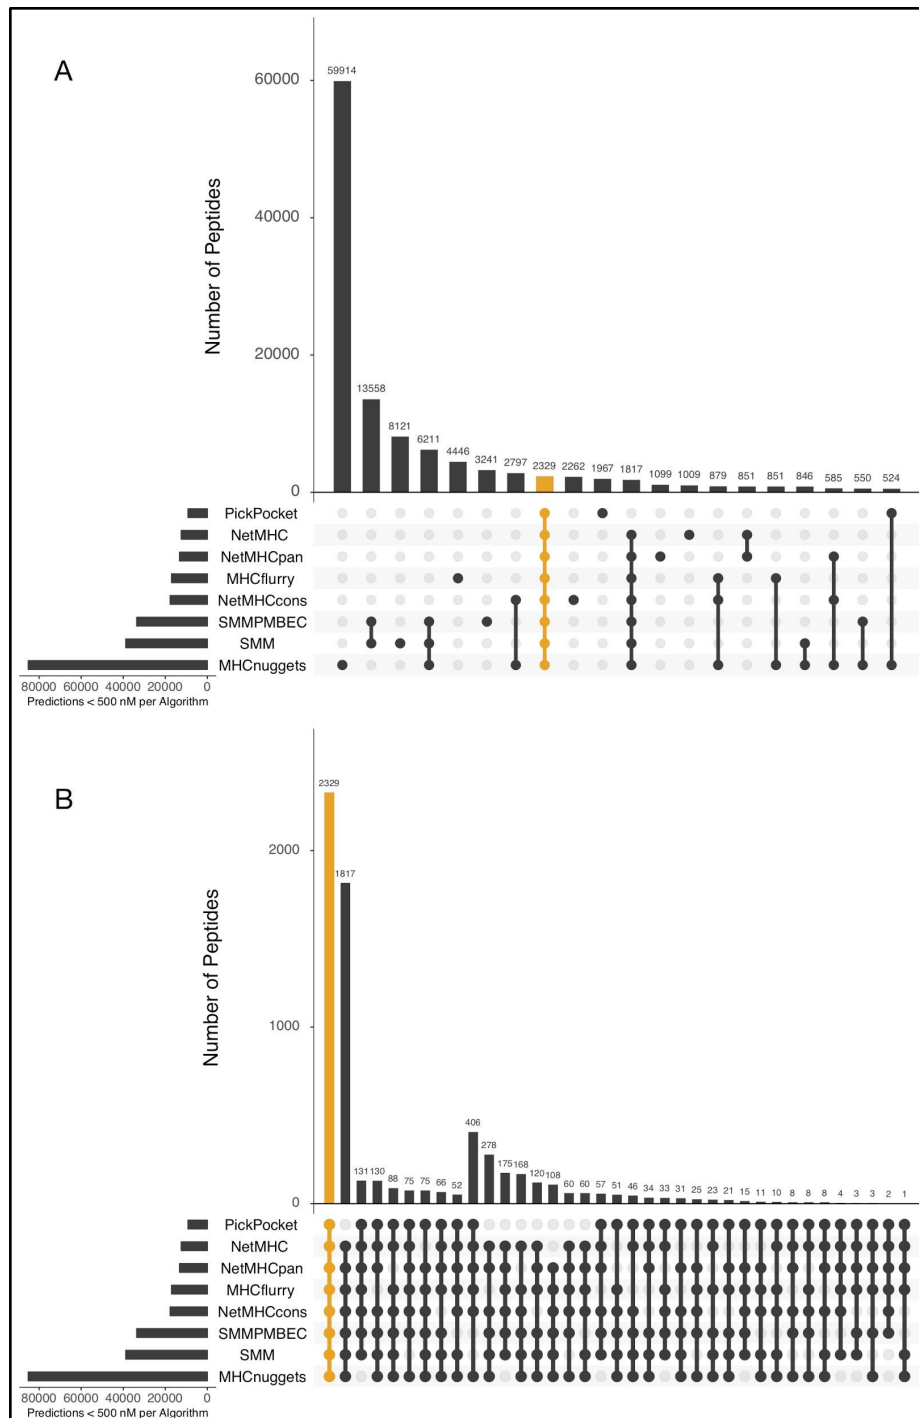 A
Number of Peptides
60000
40000
20000
0
59914
13558
8121
6211
4446
3241
2797
2329
2262
1967
1817
1099
1009
879
851
851
846
585
550
524
PickPocket
NetMHC
NetMHCpan
MHCflurry
NetMHCcons
SMMPMBEC
SMM
MHCnuggets
80000 60000 40000 20000 0
Predictions < 500 nM per Algorithm
B
Number of Peptides
2000
1000
0
2329
1817
131
130
88
75
75
66
52
406
278
175
168
120
108
60
60
57
51
46
34
33
31
25
23
21
15
11
10
8
8
8
4
3
3
2
1
PickPocket
NetMHC
NetMHCpan
MHCflurry
NetMHCcons
SMMPMBEC
SMM
MHCnuggets
80000 60000 40000 20000 0
Predictions < 500 nM per Algorithm